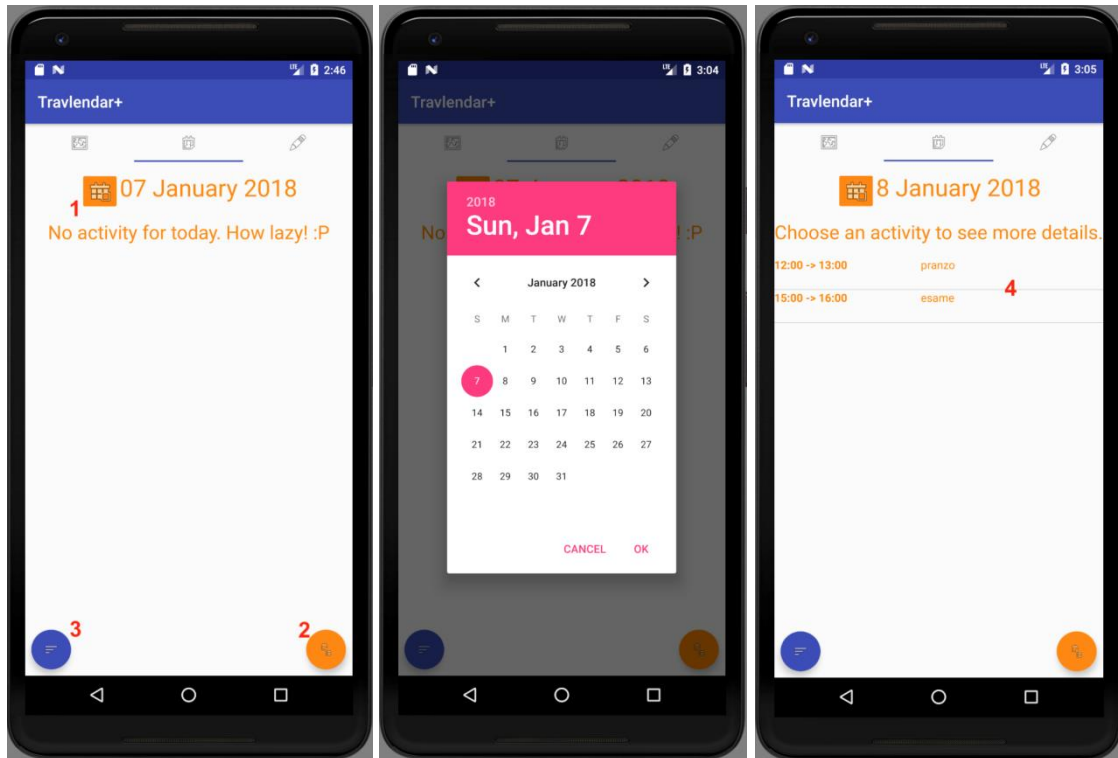 2:46
Travlendar+
1
07 January 2018
No activity for today. How lazy! :P
3
2
3:04
Travlendar+
2018
Sun, Jan 7
No
! :P
January 2018
S M T W T F S
1 2 3 4 5 6
7 8 9 10 11 12 13
14 15 16 17 18 19 20
21 22 23 24 25 26 27
28 29 30 31
CANCEL OK
3:05
Travlendar+
8 January 2018
Choose an activity to see more details.
12:00 -> 13:00 pranzo
4
15:00 -> 16:00 esame